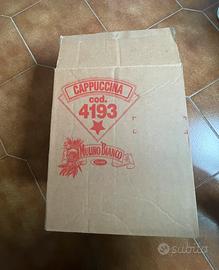 CAPPUCCINA
cod.
4193
MULINO BIANCO
subito